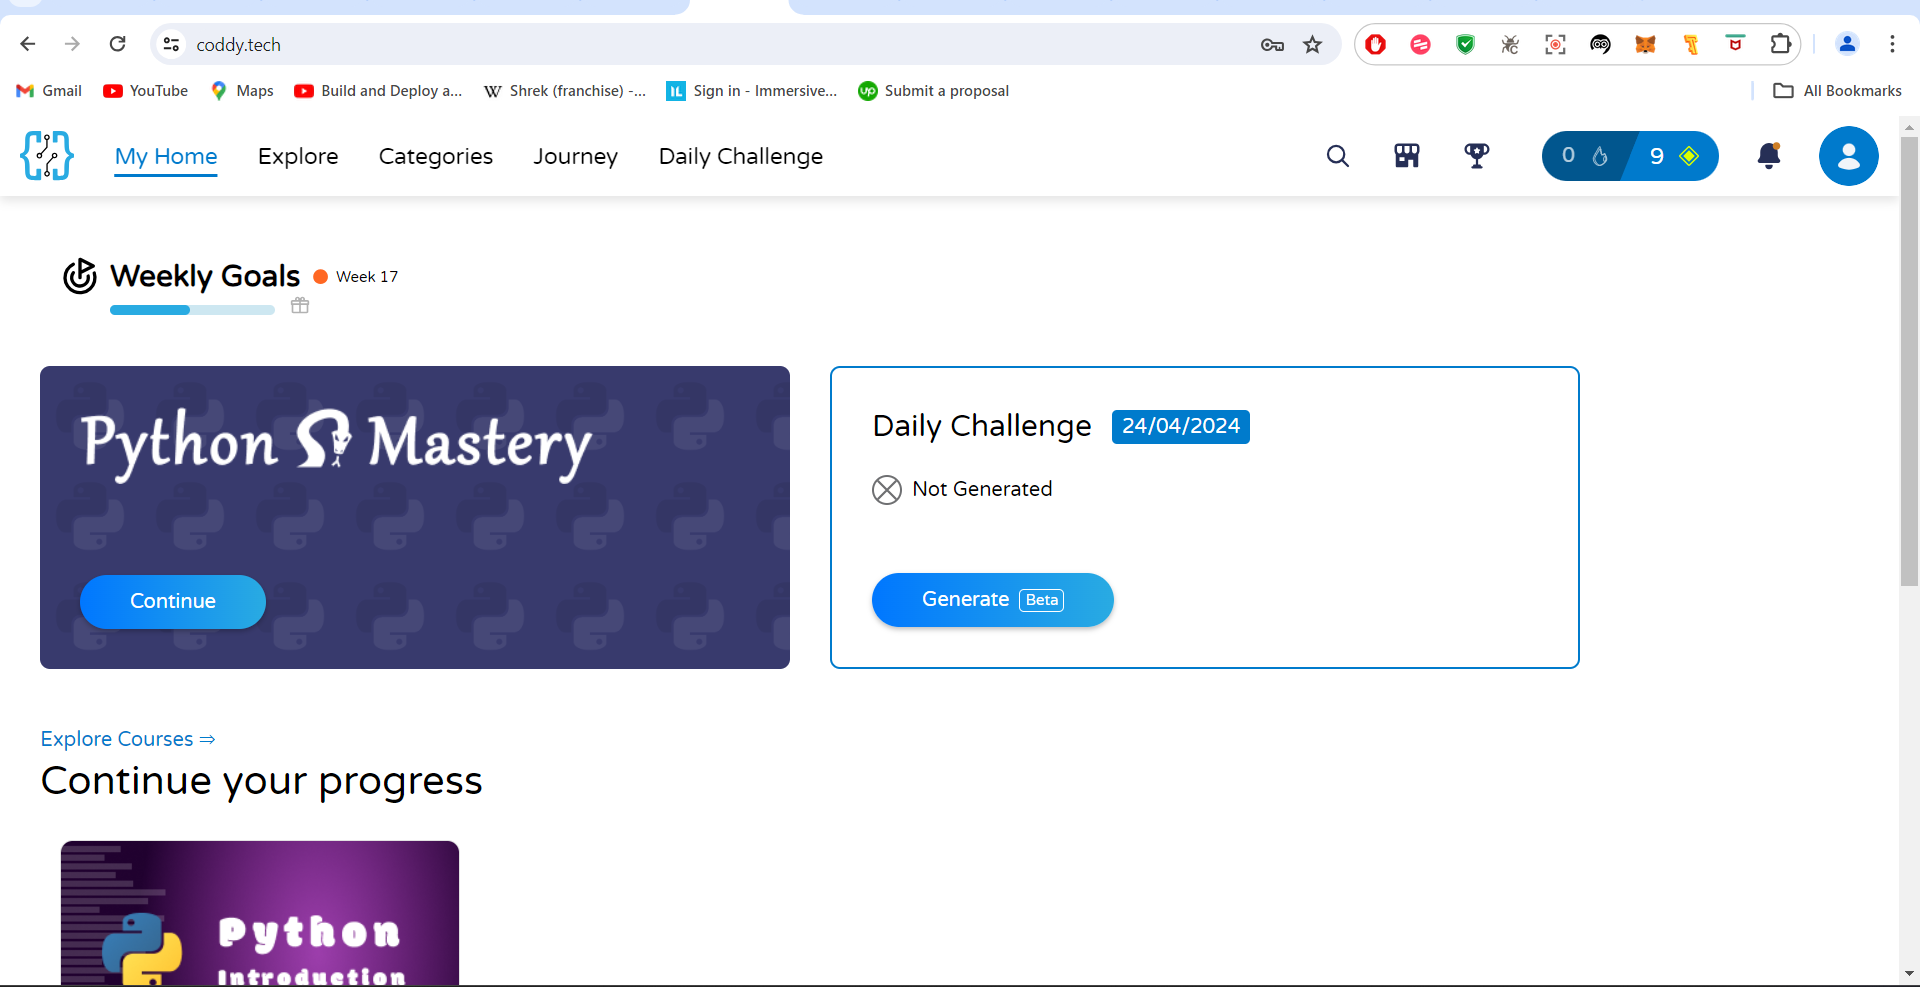 coddy.tech
Gmail YouTube Maps Build and Deploy a... Shrek (franchise) -... Sign in - Immersive... Submit a proposal All Bookmarks
My Home Explore Categories Journey Daily Challenge 0 9
Weekly Goals Week 17
Python Mastery
Continue
Daily Challenge 24/04/2024
Not Generated
Generate Beta
Explore Courses ⇒
Continue your progress
Python
Introduction